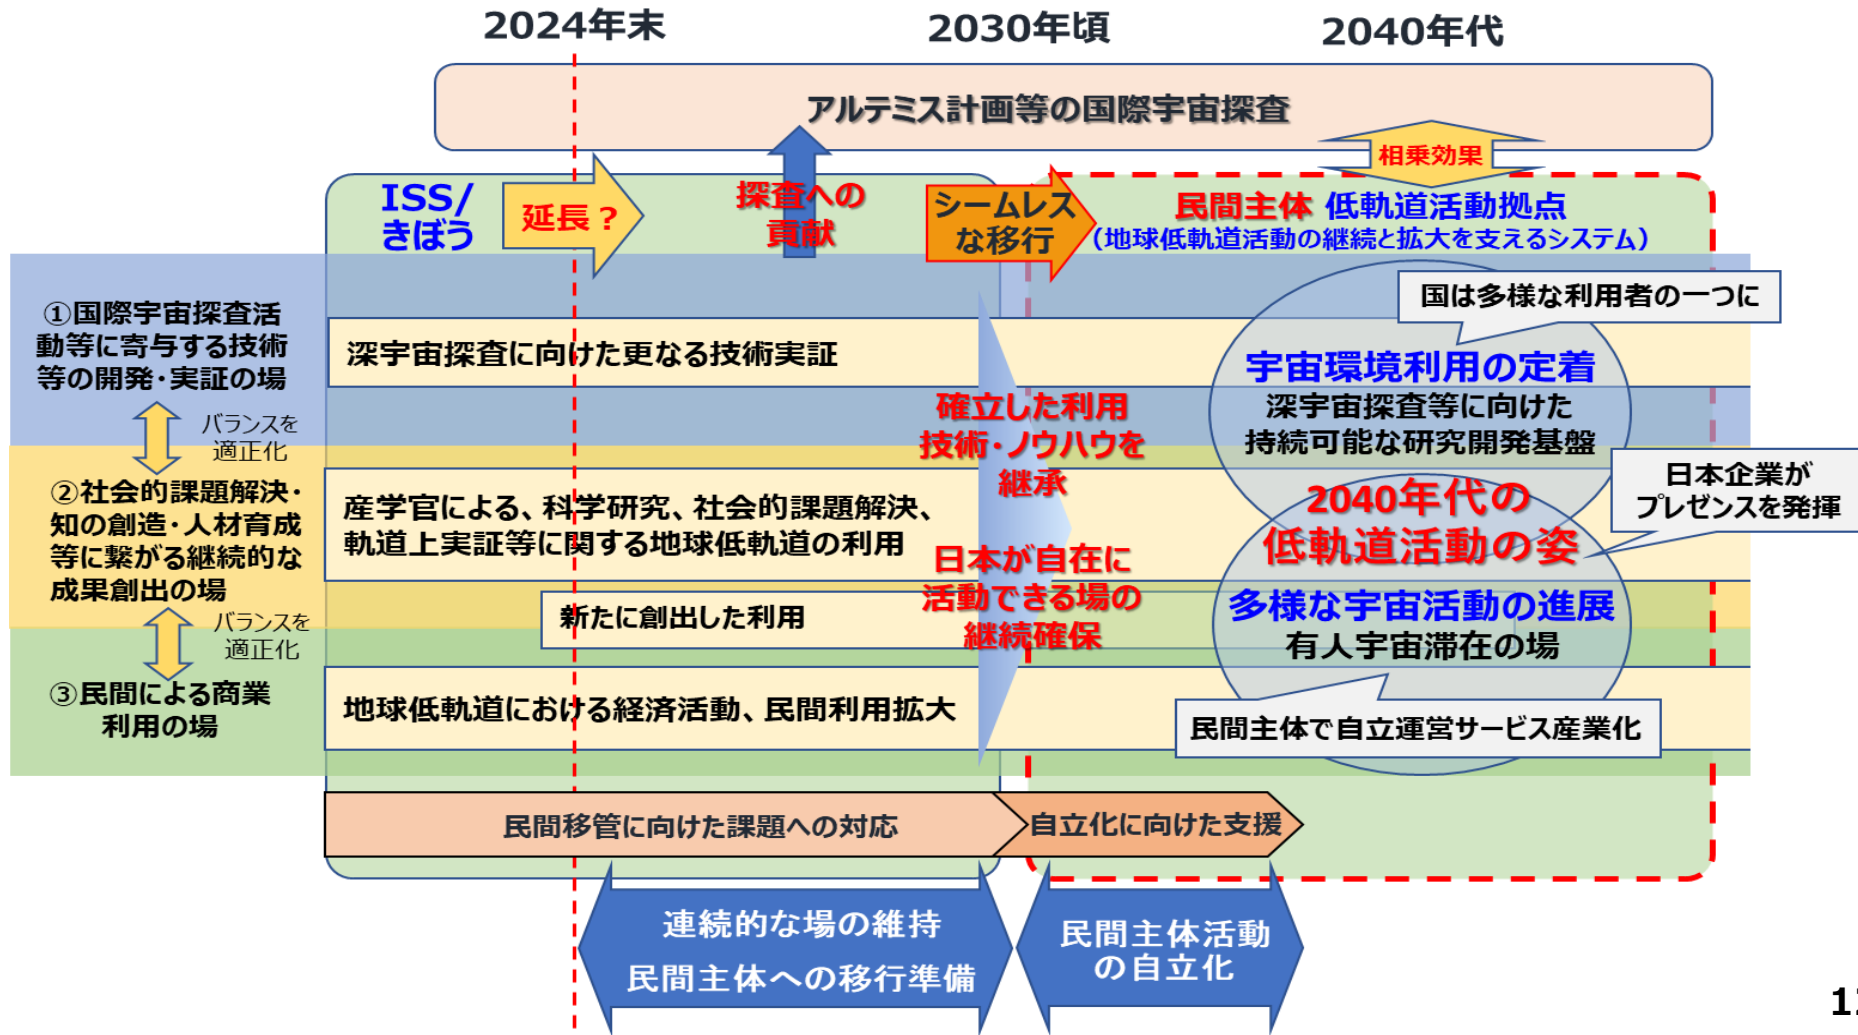 2024年末
2030年頃
2040年代
アルテミス計画等の国際宇宙探査
相乗効果
ISS/
きぼう
延長？
探査への
貢献
シームレス
な移行
民間主体 低軌道活動拠点
（地球低軌道活動の継続と拡大を支えるシステム）
国は多様な利用者の一つに
①国際宇宙探査活
動等に寄与する技術
等の開発・実証の場
深宇宙探査に向けた更なる技術実証
宇宙環境利用の定着
深宇宙探査等に向けた
持続可能な研究開発基盤
確立した利用
技術・ノウハウを
継承
バランスを
適正化
日本企業が
プレゼンスを発揮
②社会的課題解決・
知の創造・人材育成
等に繋がる継続的な
成果創出の場
産学官による、科学研究、社会的課題解決、
軌道上実証等に関する地球低軌道の利用
2040年代の
低軌道活動の姿
日本が自在に
活動できる場の
継続確保
新たに創出した利用
多様な宇宙活動の進展
有人宇宙滞在の場
バランスを
適正化
③民間による商業
利用の場
地球低軌道における経済活動、民間利用拡大
民間主体で自立運営サービス産業化
民間移管に向けた課題への対応
自立化に向けた支援
連続的な場の維持
民間主体への移行準備
民間主体活動
の自立化